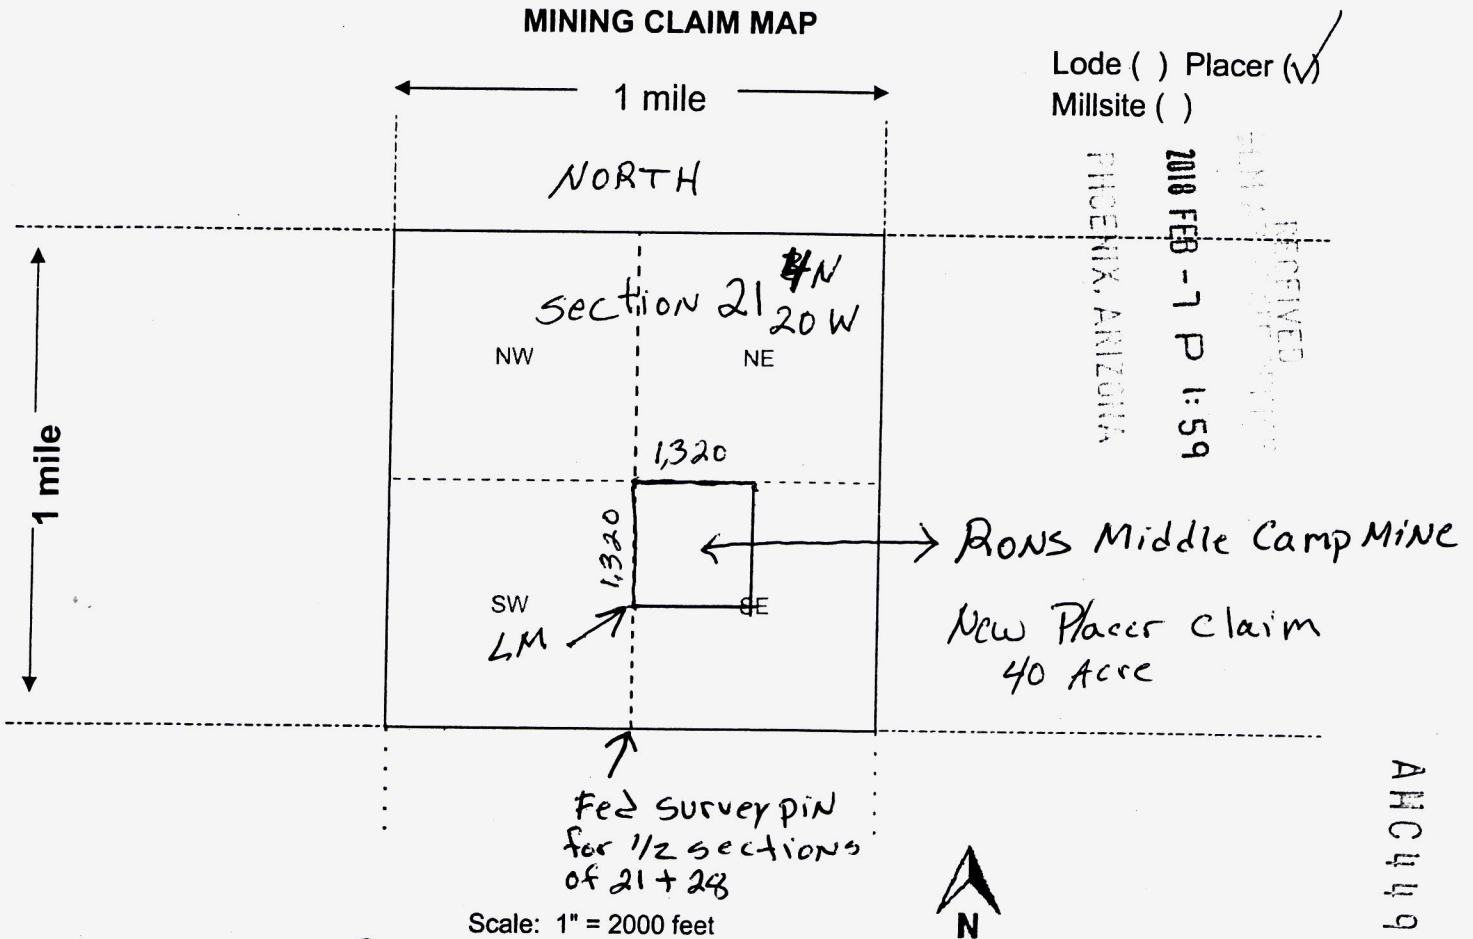 MINING CLAIM MAP
Lode ( ) Placer (√)
Millsite ( )
1 mile
NORTH
RECEIVED
2018 FEB -7 P 1:59
PHOENIX, ARIZONA
section 21 4N
20 W
NW
NE
1 mile
1,320
1,320
RONS Middle Camp MiNe
SW
SE
LM
New Placer Claim
40 Acre
Fed survey piN
for 1/2 sections
of 21 + 28
AMC449
Scale: 1" = 2000 feet
N